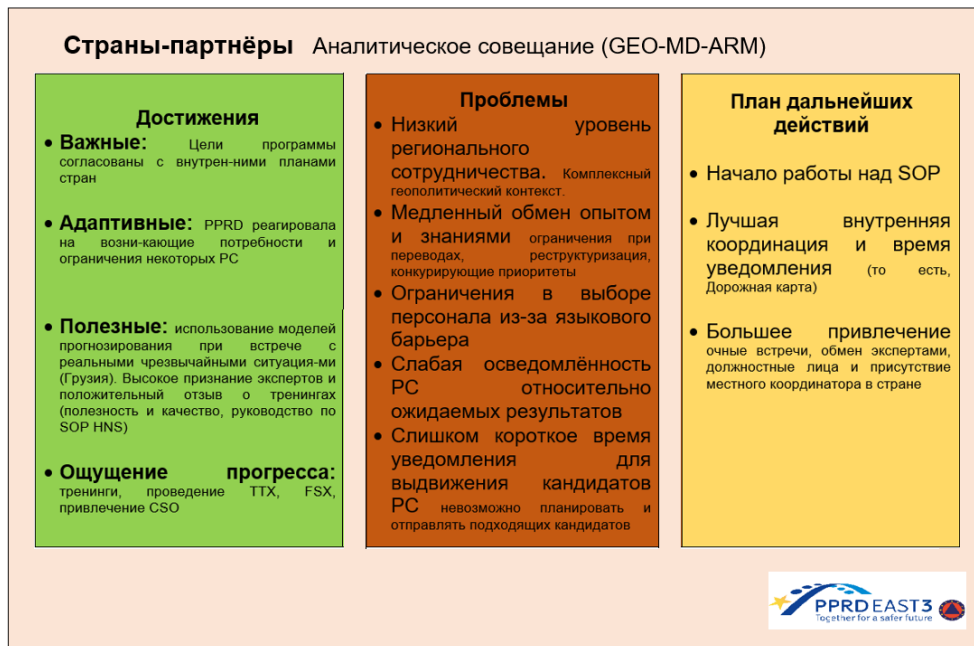 Страны-партнёры Аналитическое совещание (GEO-MD-ARM)
Достижения
• Важные: Цели программы
согласованы с внутрен-ними планами
стран
• Адаптивные: PPRD реагировала
на возни-кающие потребности и
ограничения некоторых PC
• Полезные: использование моделей
прогнозирования при встрече с
реальными чрезвычайными ситуация-ми
(Грузия). Высокое признание экспертов и
положительный отзыв о тренингах
(полезность и качество, руководство по
SOP HNS)
• Ощущение прогресса:
тренинги, проведение TTX, FSX,
привлечение CSO
Проблемы
• Низкий уровень
регионального
сотрудничества. Комплексный
геополитический контекст.
• Медленный обмен опытом
и знаниями ограничения при
переводах, реструктуризация,
конкурирующие приоритеты
• Ограничения в выборе
персонала из-за языкового
барьера
• Слабая осведомлённость
PC относительно
ожидаемых результатов
• Слишком короткое время
уведомления для
выдвижения кандидатов
PC невозможно планировать и
отправлять подходящих кандидатов
План дальнейших
действий
• Начало работы над SOP
• Лучшая внутренняя
координация и время
уведомления (то есть,
Дорожная карта)
• Большее привлечение
очные встречи, обмен экспертами,
должностные лица и присутствие
местного координатора в стране
PPRD EAST3
Together for a safer future